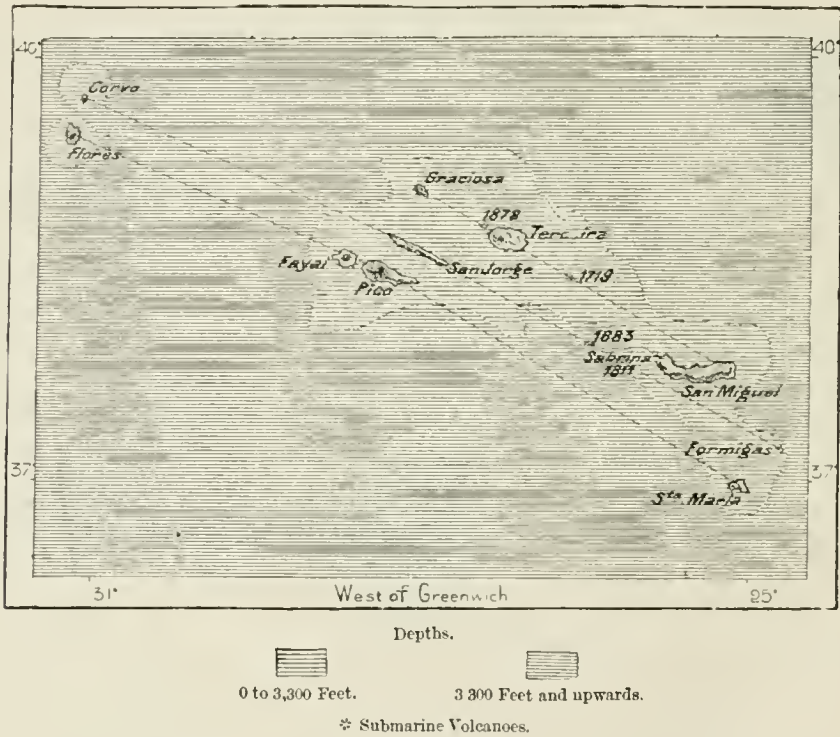 40° 40°
Corvo
Flores
Graciosa
1878
Terceira
Fayal
San Jorge
Pico
1719
1683
Sabrina
1811
San Miguel
Formigas
37° 37°
Sta. Maria
31° West of Greenwich 25°
Depths.
0 to 3,300 Feet. 3 300 Feet and upwards.
Submarine Volcanoes.